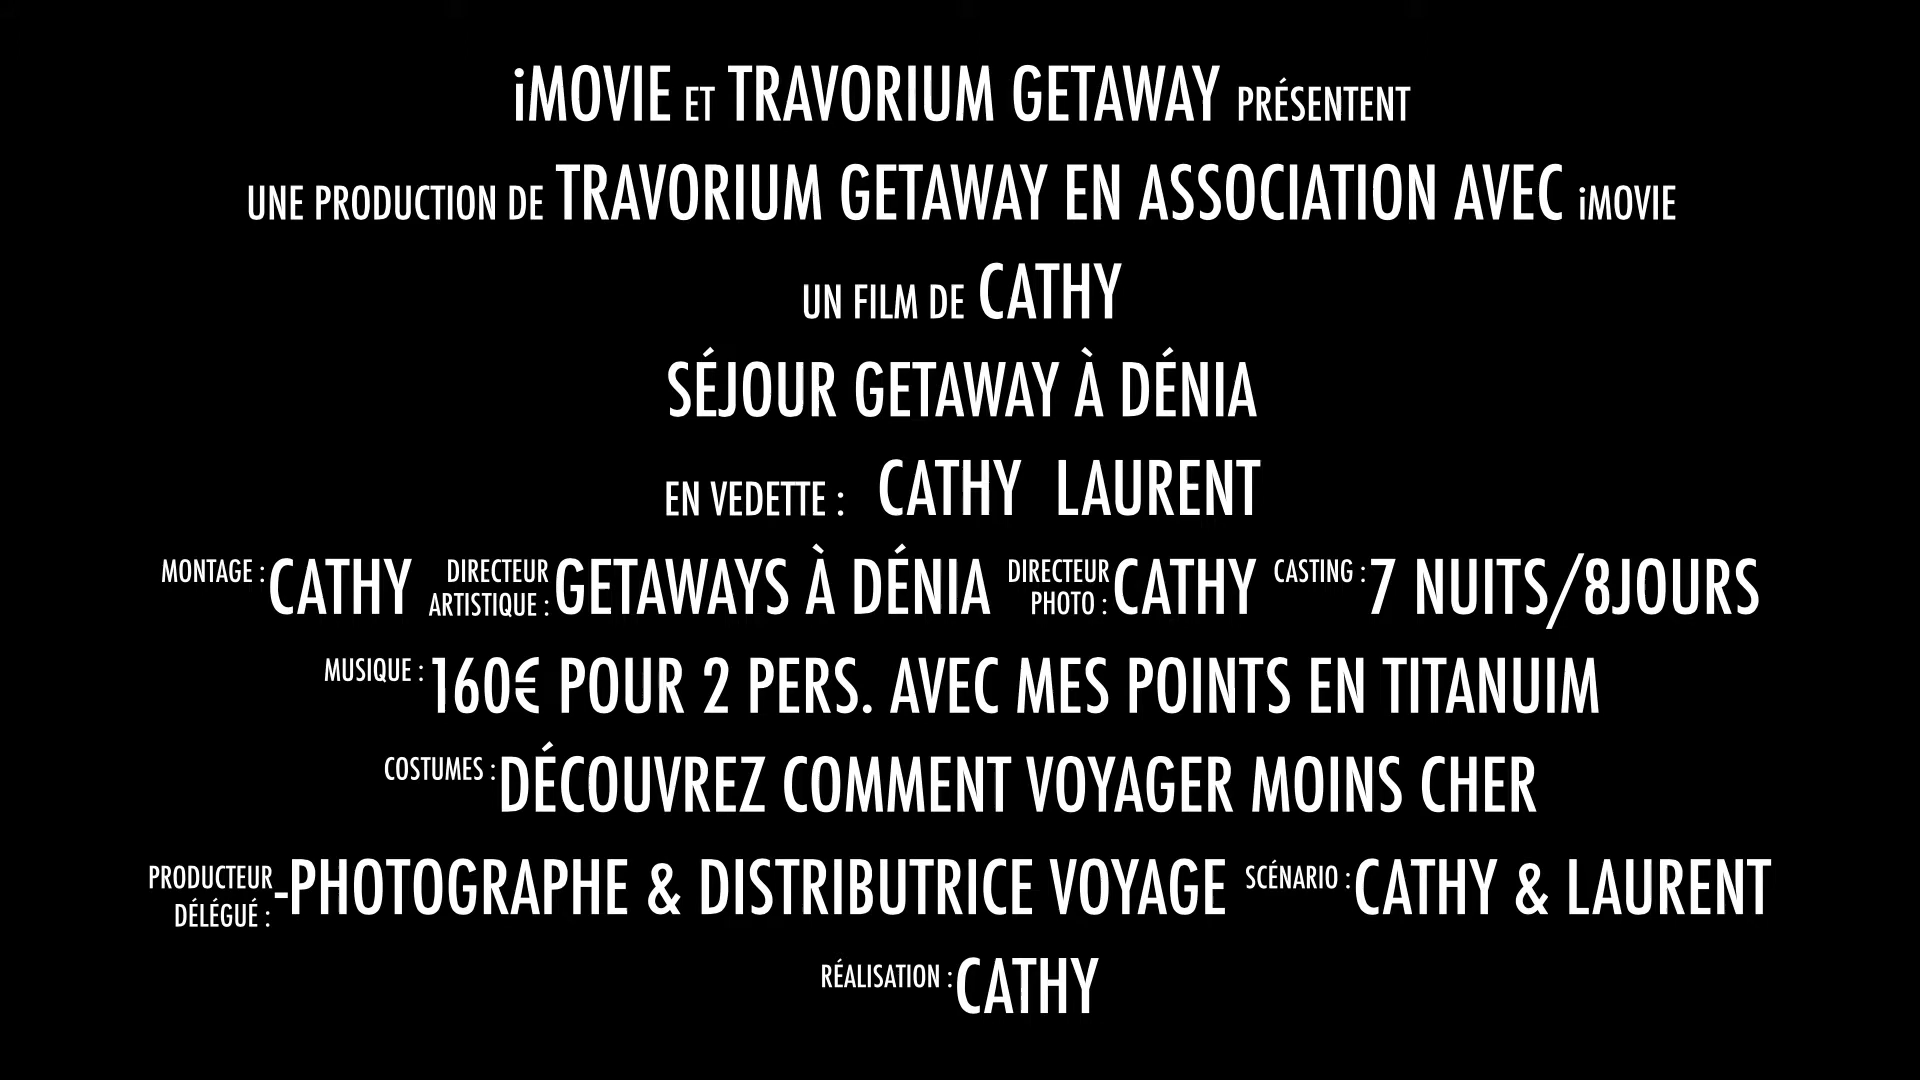 iMOVIE ET TRAVORIUM GETAWAY PRÉSENTENT
UNE PRODUCTION DE TRAVORIUM GETAWAY EN ASSOCIATION AVEC iMOVIE
UN FILM DE CATHY
SÉJOUR GETAWAY À DÉNIA
EN VEDETTE : CATHY LAURENT
MONTAGE : CATHY DIRECTEUR ARTISTIQUE : GETAWAYS À DÉNIA DIRECTEUR PHOTO : CATHY CASTING : 7 NUITS/8JOURS
MUSIQUE : 160€ POUR 2 PERS. AVEC MES POINTS EN TITANUIM
COSTUMES : DÉCOUVREZ COMMENT VOYAGER MOINS CHER
PRODUCTEUR DÉLÉGUÉ : -PHOTOGRAPHE & DISTRIBUTRICE VOYAGE SCÉNARIO : CATHY & LAURENT
RÉALISATION : CATHY